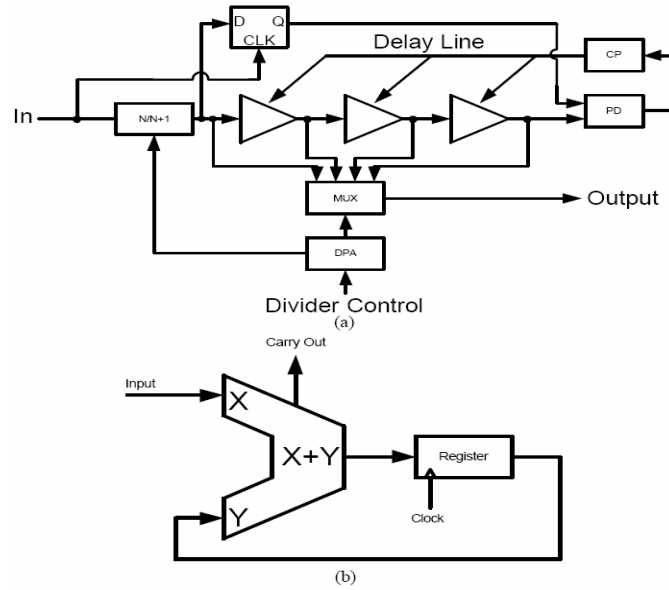 D Q
CLK
Delay Line
CP
In
N/N+1
PD
MUX
Output
DPA
Divider Control
(a)
Carry Out
Input
X
X+Y
Register
Y
Clock
(b)